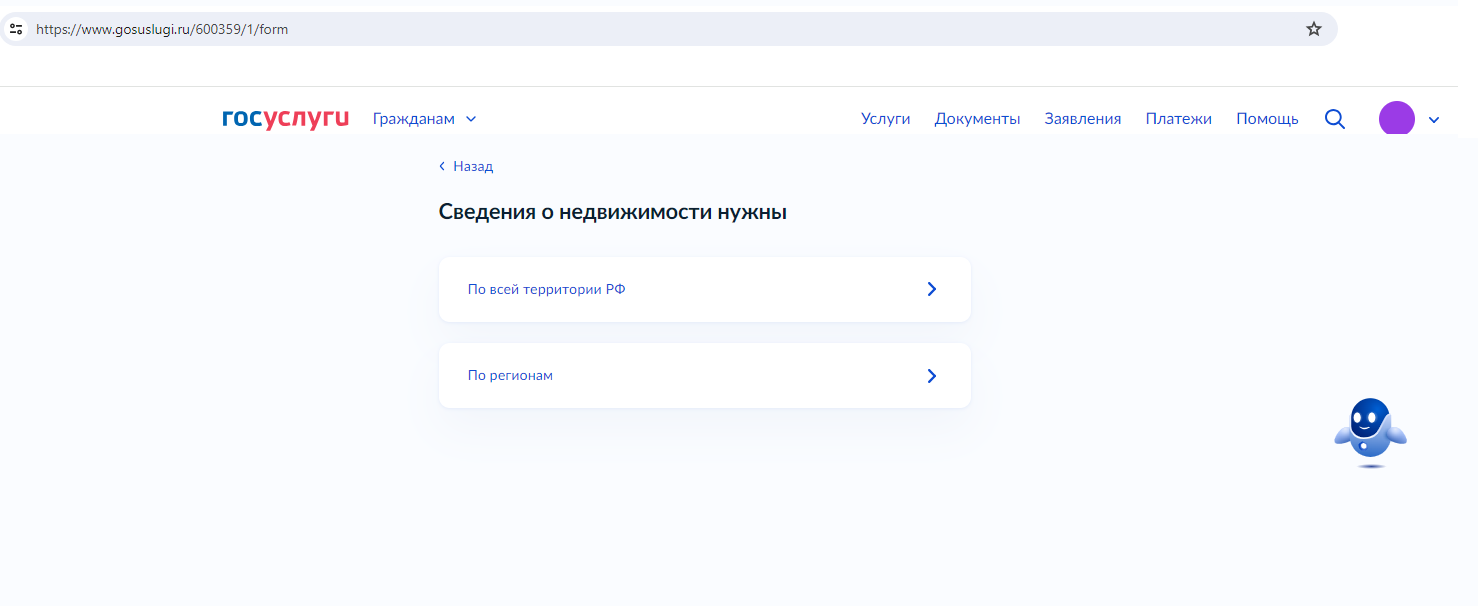 https://www.gosuslugi.ru/600359/1/form
госуслуги Гражданам Услуги Документы Заявления Платежи Помощь
Назад
Сведения о недвижимости нужны
По всей территории РФ
По регионам